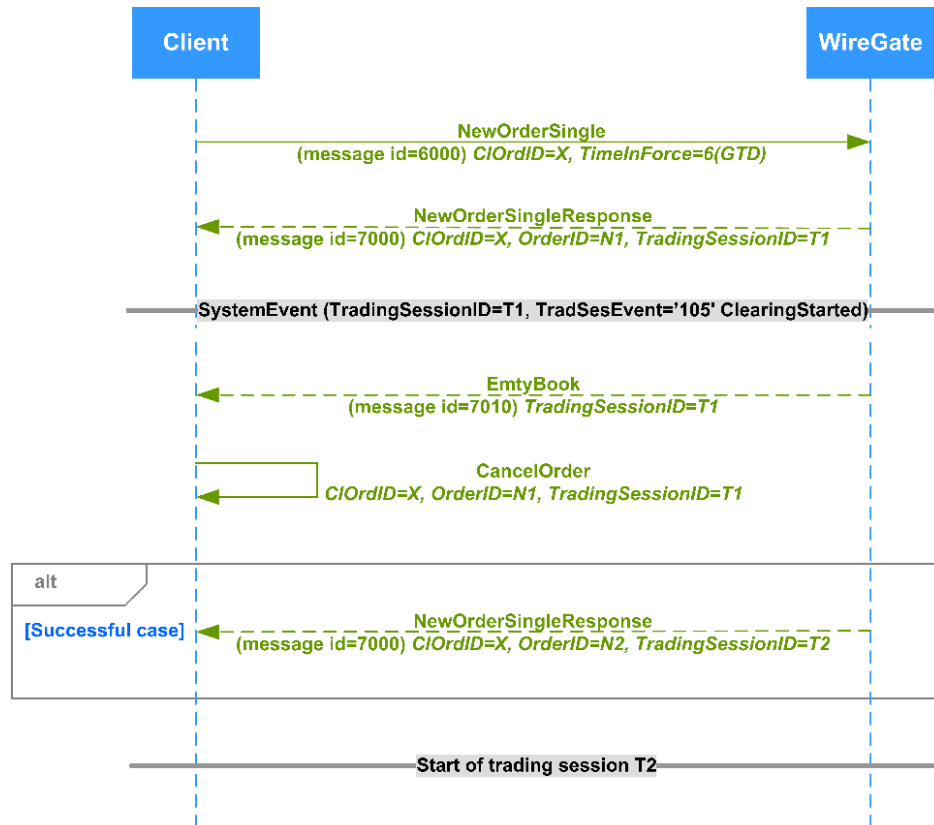 Client
WireGate
NewOrderSingle
(message id=6000) ClOrdID=X, TimeInForce=6(GTD)
NewOrderSingleResponse
(message id=7000) ClOrdID=X, OrderID=N1, TradingSessionID=T1
SystemEvent (TradingSessionID=T1, TradSesEvent=’105' ClearingStarted)
EmtyBook
(message id=7010) TradingSessionID=T1
CancelOrder
ClOrdID=X, OrderID=N1, TradingSessionID=T1
alt
[Successful case]
NewOrderSingleResponse
(message id=7000) ClOrdID=X, OrderID=N2, TradingSessionID=T2
Start of trading session T2